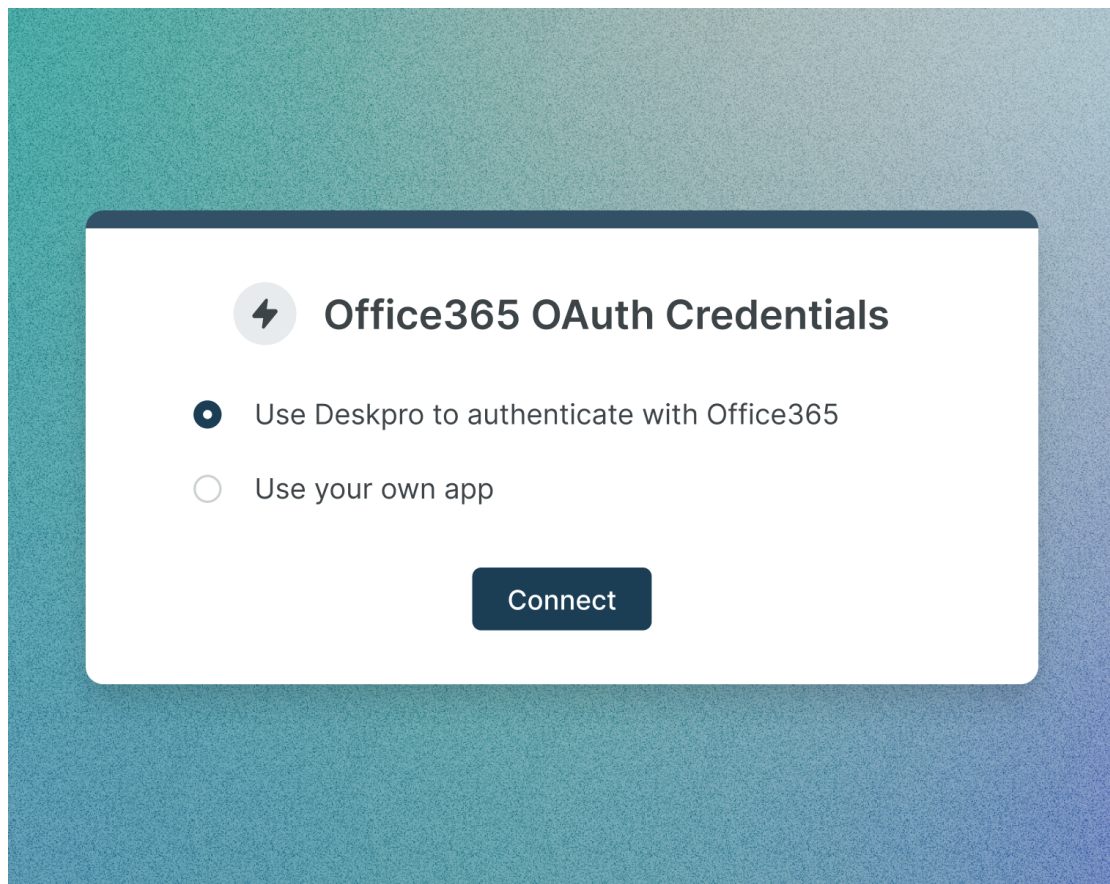 Office365 OAuth Credentials
Use Deskpro to authenticate with Office365
Use your own app
Connect